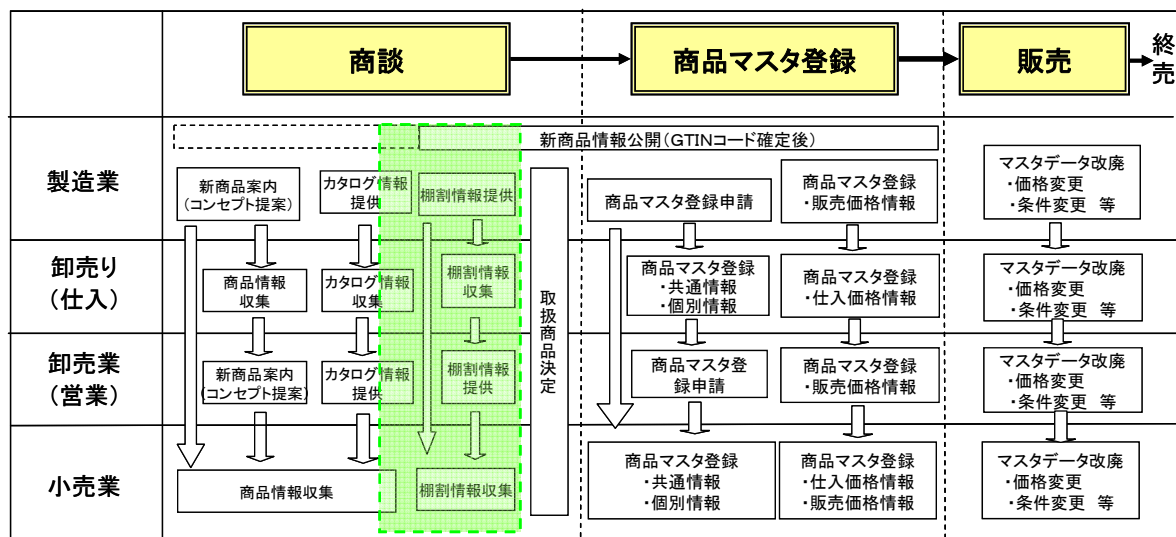 商談
商品マスタ登録
販売
終売
新商品情報公開(GTINコード確定後)
製造業
新商品案内
(コンセプト提案)
カタログ情報
提供
棚割情報提供
取扱商品決定
商品マスタ登録申請
商品マスタ登録
・販売価格情報
マスタデータ改廃
・価格変更
・条件変更 等
卸売り
(仕入)
商品情報
収集
カタログ情報
収集
棚割情報
収集
商品マスタ登録
・共通情報
・個別情報
商品マスタ登録
・仕入価格情報
マスタデータ改廃
・価格変更
・条件変更 等
卸売業
(営業)
新商品案内
(コンセプト提案)
カタログ情報
提供
棚割情報
提供
商品マスタ登
録申請
商品マスタ登録
・販売価格情報
マスタデータ改廃
・価格変更
・条件変更 等
小売業
商品情報収集
棚割情報収集
商品マスタ登録
・共通情報
・個別情報
商品マスタ登録
・仕入価格情報
・販売価格情報
マスタデータ改廃
・価格変更
・条件変更 等